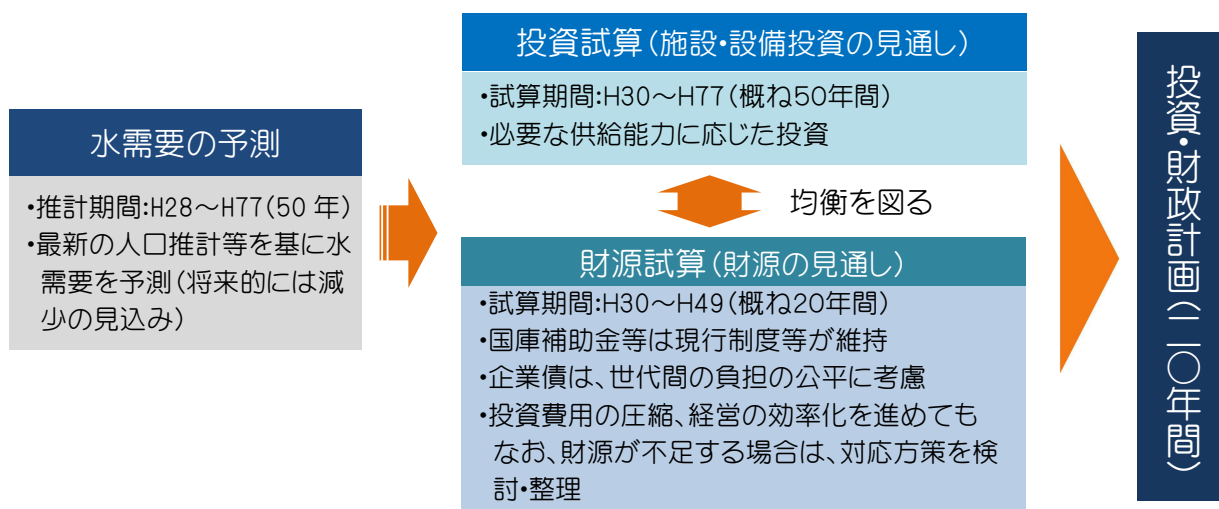 水需要の予測
•推計期間:H28～H77(50 年)
•最新の人口推計等を基に水
需要を予測(将来的には減
少の見込み)
投資試算(施設•設備投資の見通し)
•試算期間:H30～H77(概ね50年間)
•必要な供給能力に応じた投資
均衡を図る
財源試算(財源の見通し)
•試算期間:H30～H49(概ね20年間)
•国庫補助金等は現行制度等が維持
•企業債は、世代間の負担の公平に考慮
•投資費用の圧縮、経営の効率化を進めても
なお、財源が不足する場合は、対応方策を検
討•整理
投資•財政計画(二〇年間)